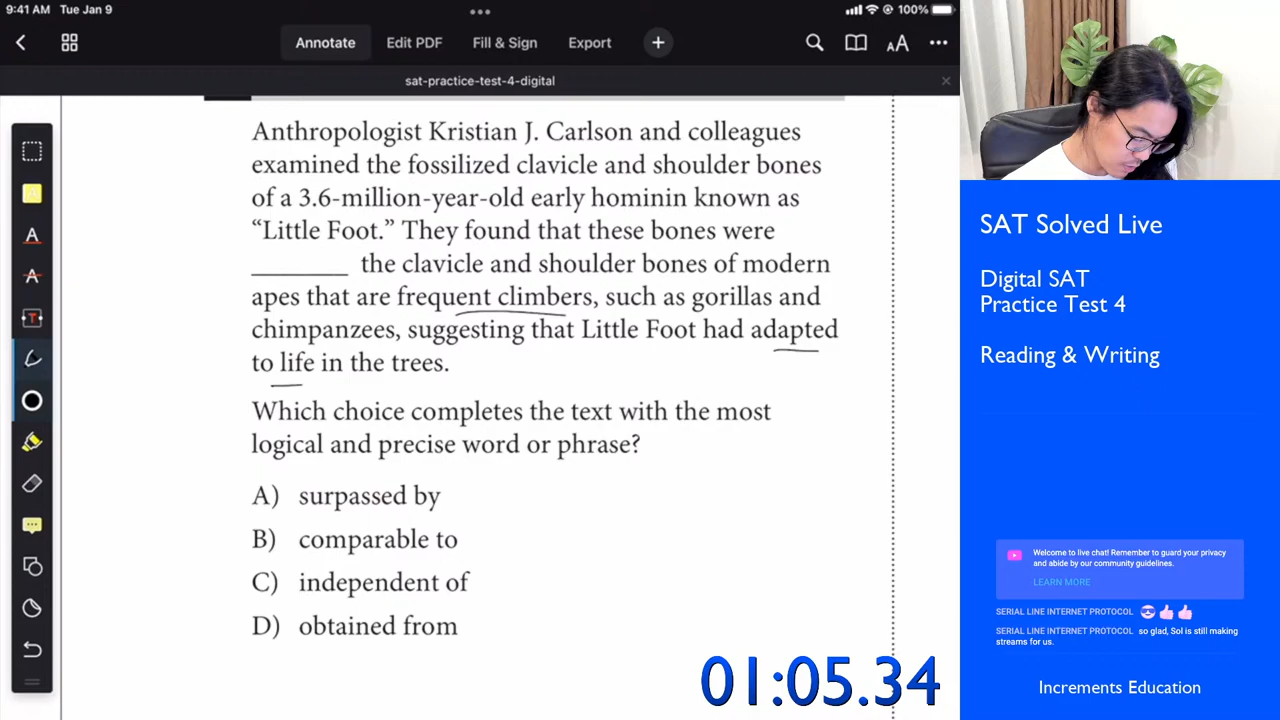 9:41 AM Tue Jan 9
100%
Annotate
Edit PDF
Fill & Sign
Export
AA
sat-practice-test-4-digital
Anthropologist Kristian J. Carlson and colleagues
examined the fossilized clavicle and shoulder bones
of a 3.6-million-year-old early hominin known as
“Little Foot.” They found that these bones were
________ the clavicle and shoulder bones of modern
apes that are frequent climbers, such as gorillas and
chimpanzees, suggesting that Little Foot had adapted
to life in the trees.
Which choice completes the text with the most
logical and precise word or phrase?
A) surpassed by
B) comparable to
C) independent of
D) obtained from
01:05.34
A
A
A
T
SAT Solved Live
Digital SAT
Practice Test 4
Reading & Writing
Welcome to live chat! Remember to guard your privacy
and abide by our community guidelines.
LEARN MORE
SERIAL LINE INTERNET PROTOCOL
SERIAL LINE INTERNET PROTOCOL so glad, Sol is still making
streams for us.
Increments Education